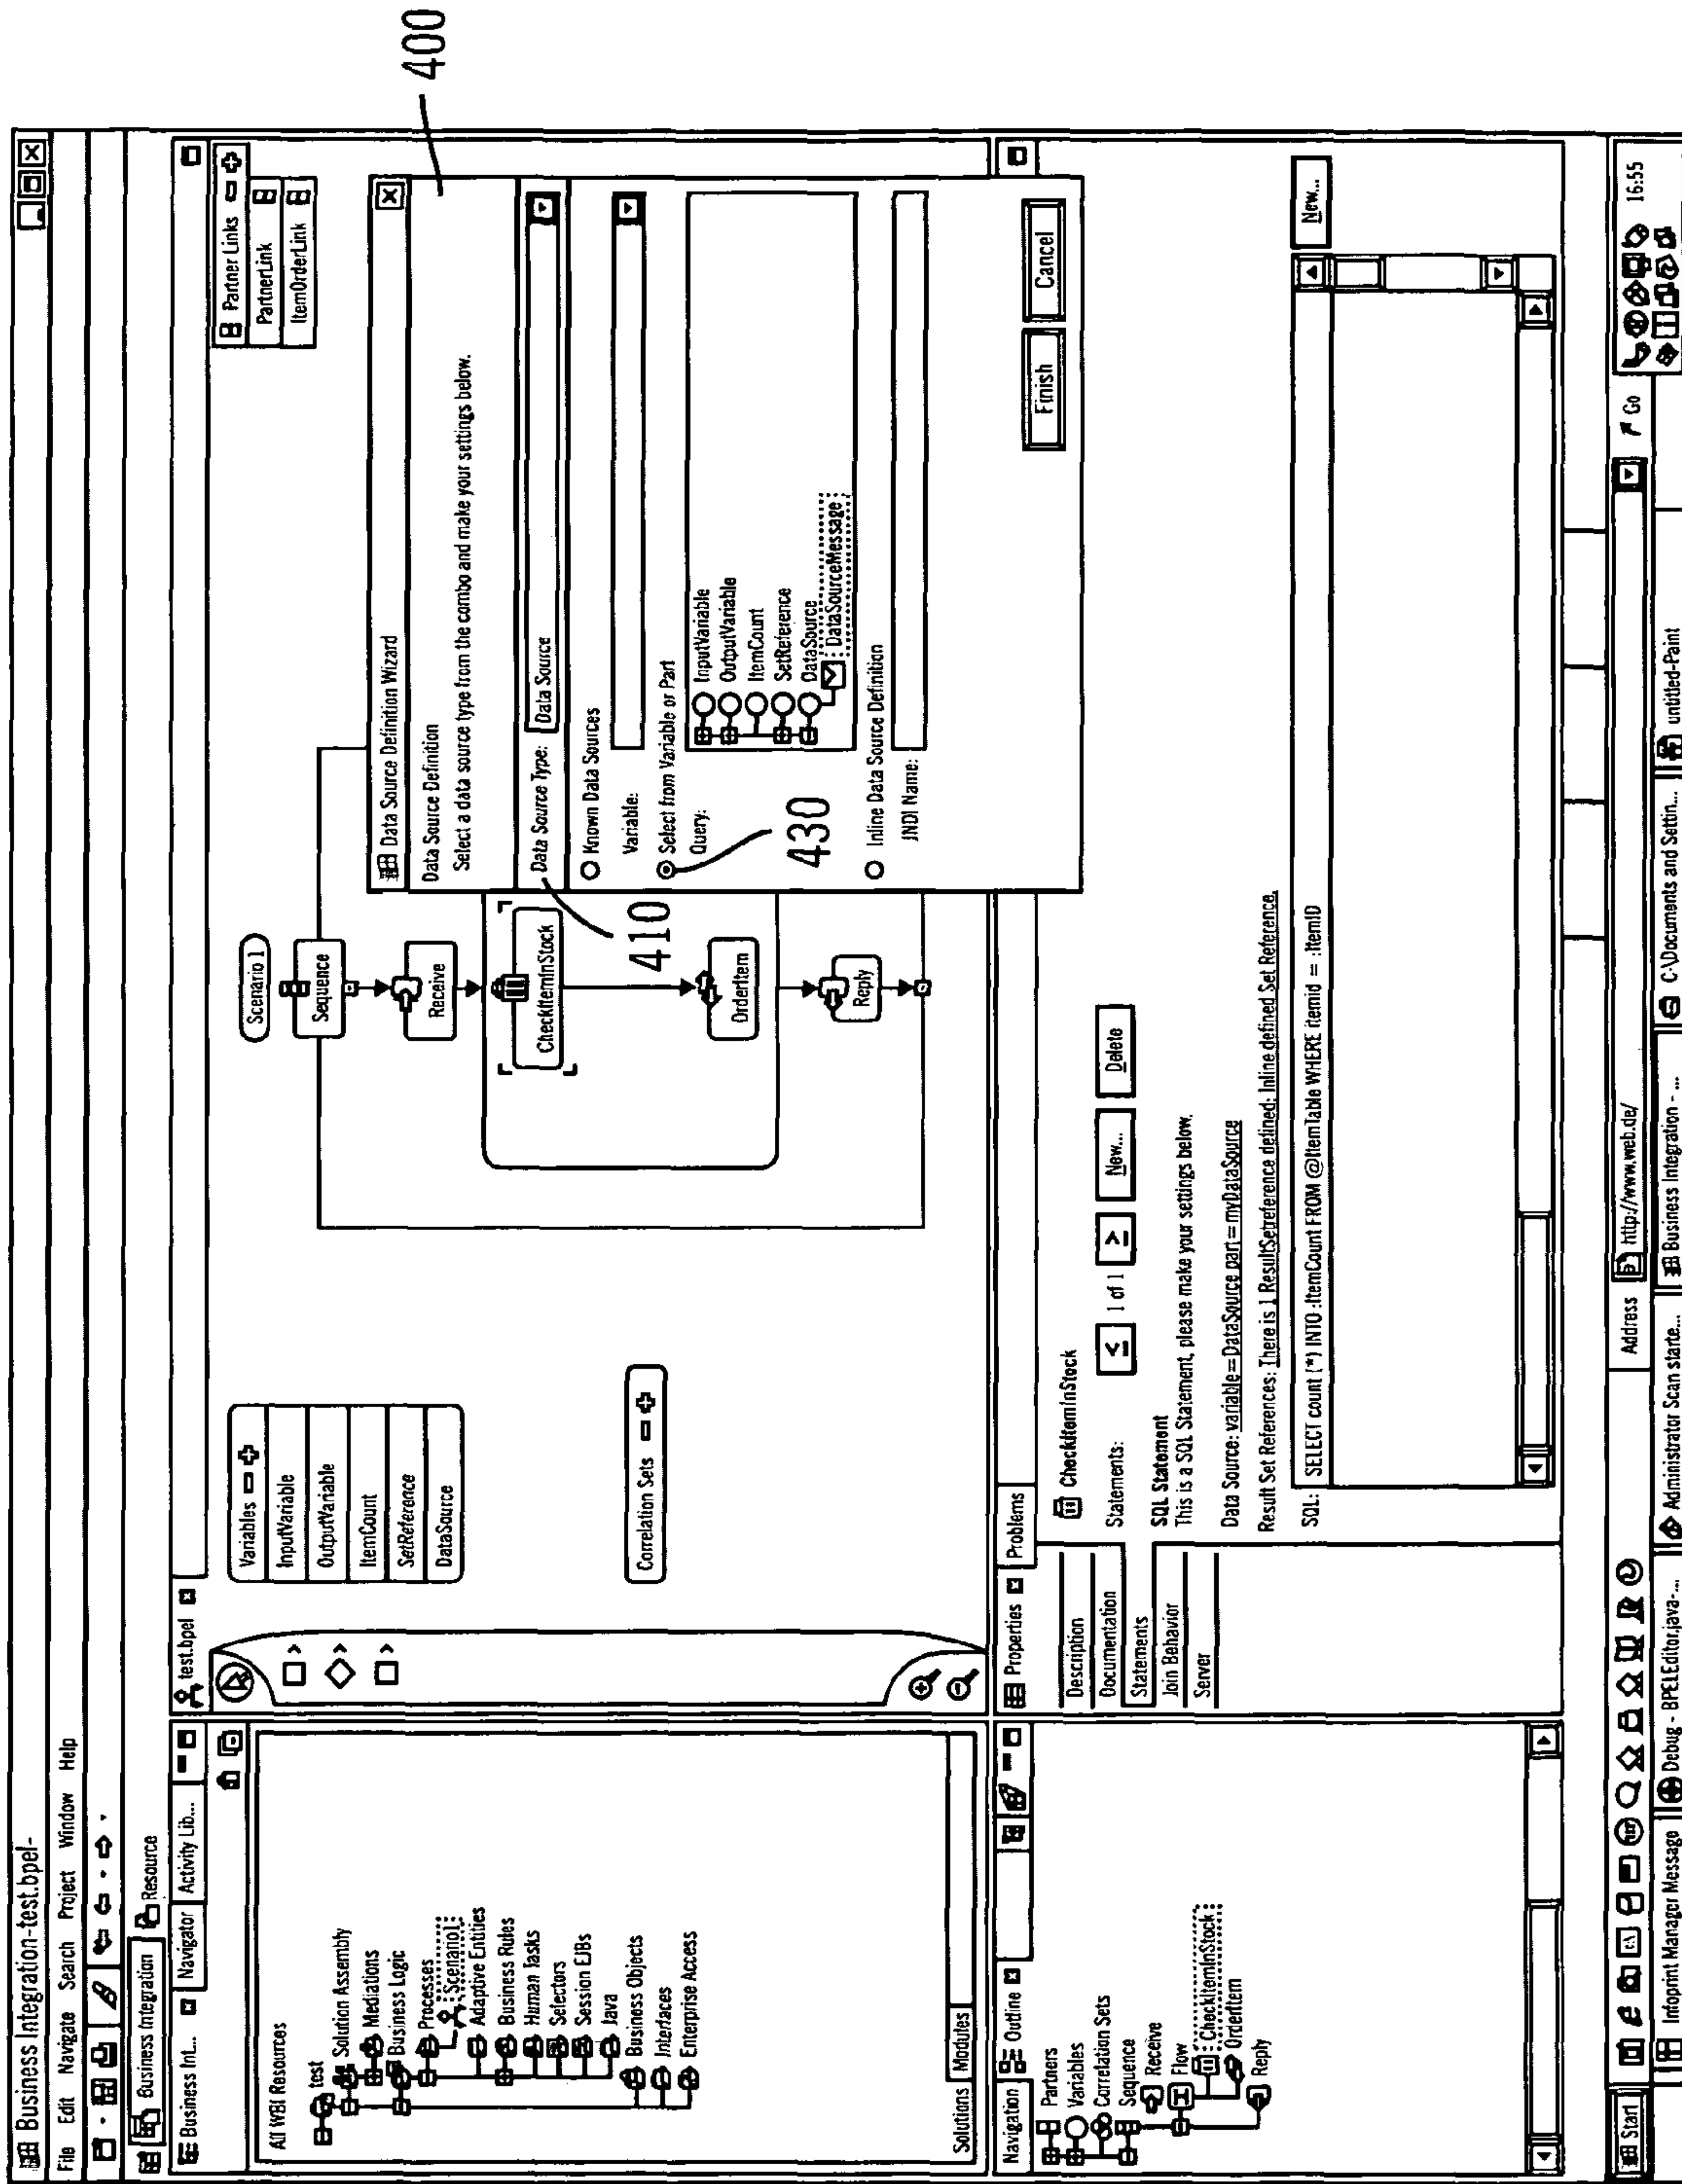 Business Integration-test.bpel-
File Edit Navigate Search Project Window Help
Business Integration
Resource
Business Int...
Navigator
Activity Lib...
All WBI Resources
test
Solution Assembly
Mediations
Business Logic
Processes
Scenario1
Adaptive Entities
Business Rules
Human Tasks
Selectors
Session EJBs
Java
Business Objects
Interfaces
Enterprise Access
Solutions
Modules
Navigation
Outline
Partners
Variables
Correlation Sets
Sequence
Receive
Flow
CheckItemInStock
OrderItem
Reply
test.bpel
Variables
InputVariable
OutputVariable
ItemCount
SetReference
DataSource
Correlation Sets
Scenario 1
Sequence
Receive
CheckItemInStock
OrderItem
Reply
Partner Links
PartnerLink
ItemOrderLink
400
410
430
Data Source Definition Wizard
Data Source Definition
Select a data source type from the combo and make your settings below.
Data Source Type:
Data Source
Known Data Sources
Variable:
Select from Variable or Part
Query:
InputVariable
OutputVariable
ItemCount
SetReference
DataSource
DataSourceMessage
Inline Data Source Definition
JNDI Name:
Finish
Cancel
Properties
Problems
Description
Documentation
Statements
Join Behavior
Server
CheckItemInStock
Statements:
< 1 of 1 > New... Delete
SQL Statement
This is a SQL Statement, please make your settings below.
Data Source: variable=DataSource part=myDataSource
Result Set References: There is 1 ResultSetreference defined: Inline defined Set Reference.
SQL: SELECT count (*) INTO :ItemCount FROM @ItemTable WHERE itemid = :ItemID
New...
Start
Address
http://www.web.de/
Go
16:55
Infoprint Manager Message
Debug - BPELEditor.java-...
Administrator Scan starte...
Business Integration - ...
C:\Documents and Settin...
untitled-Paint